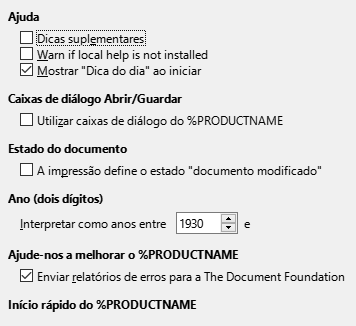 Ajuda
Dicas suplementares
Warn if local help is not installed
Mostrar "Dica do dia" ao iniciar
Caixas de diálogo Abrir/Guardar
Utilizar caixas de diálogo do %PRODUCTNAME
Estado do documento
A impressão define o estado "documento modificado"
Ano (dois dígitos)
Interpretar como anos entre 1930 e
Ajude-nos a melhorar o %PRODUCTNAME
Enviar relatórios de erros para a The Document Foundation
Início rápido do %PRODUCTNAME